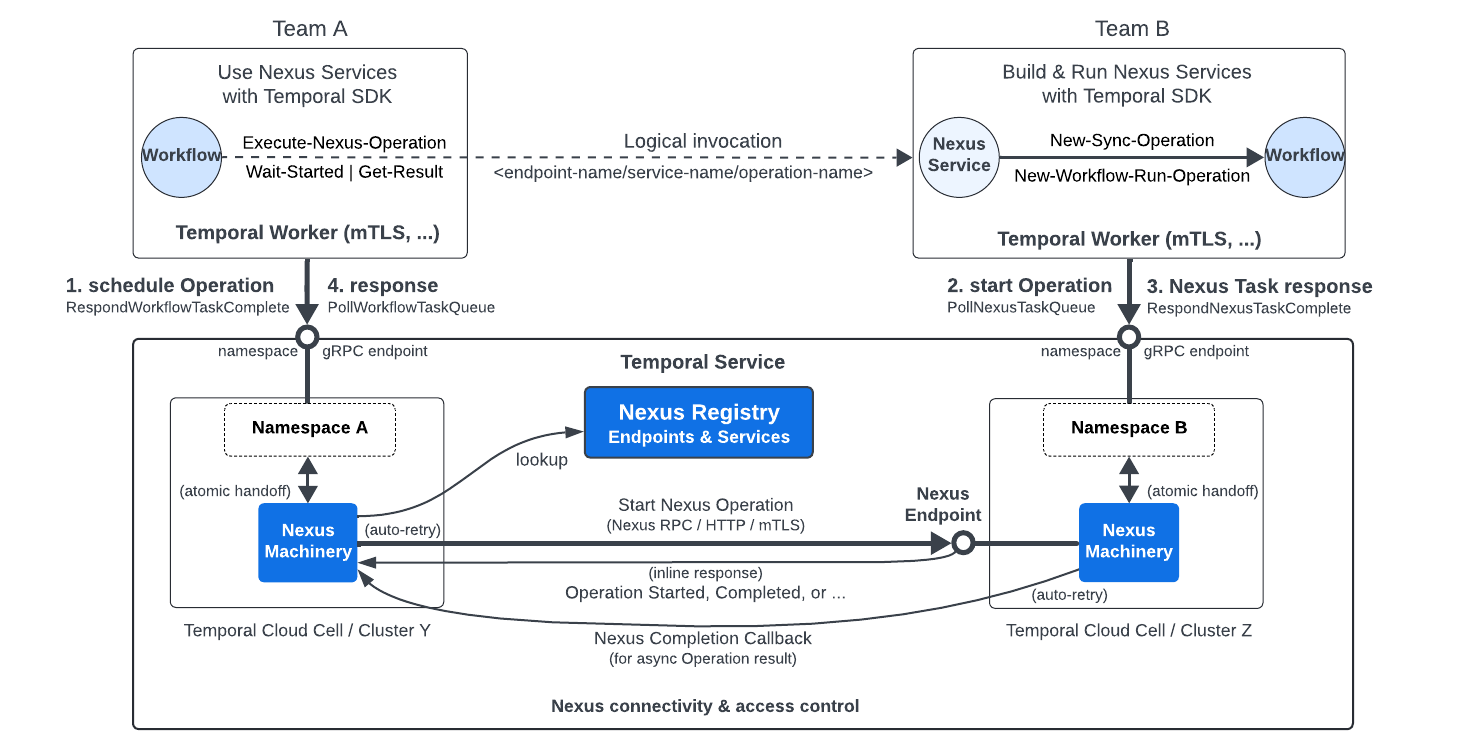 Team A
Team B
Use Nexus Services
with Temporal SDK
Workflow
Execute-Nexus-Operation
Wait-Started | Get-Result
Temporal Worker (mTLS, ...)
Logical invocation
<endpoint-name/service-name/operation-name>
Build & Run Nexus Services
with Temporal SDK
Nexus
Service
New-Sync-Operation
New-Workflow-Run-Operation
Workflow
Temporal Worker (mTLS, ...)
1. schedule Operation
RespondWorkflowTaskComplete
4. response
PollWorkflowTaskQueue
2. start Operation
PollNexusTaskQueue
3. Nexus Task response
RespondNexusTaskComplete
namespace
gRPC endpoint
namespace
gRPC endpoint
Temporal Service
Nexus Registry
Endpoints & Services
lookup
Namespace A
(atomic handoff)
Nexus
Machinery
(auto-retry)
Temporal Cloud Cell / Cluster Y
Start Nexus Operation
(Nexus RPC / HTTP / mTLS)
Nexus
Endpoint
(inline response)
Operation Started, Completed, or ...
Namespace B
(atomic handoff)
Nexus
Machinery
(auto-retry)
Temporal Cloud Cell / Cluster Z
Nexus Completion Callback
(for async Operation result)
Nexus connectivity & access control